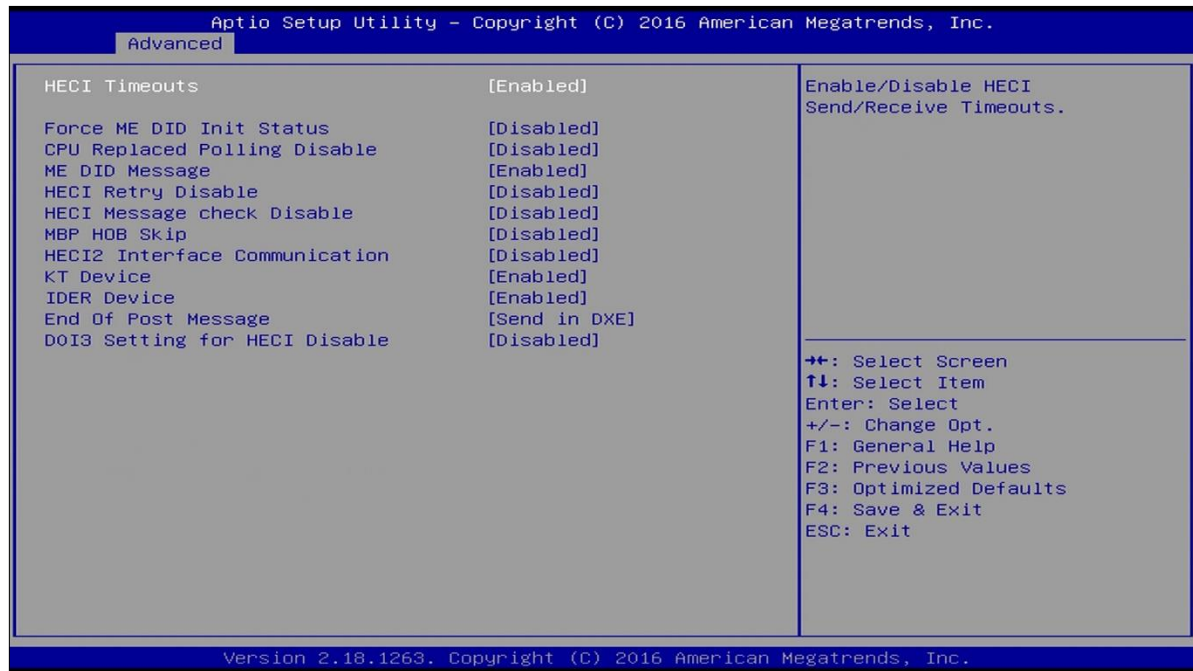 Aptio Setup Utility – Copyright (C) 2016 American Megatrends, Inc.
Advanced
HECI Timeouts [Enabled]
Force ME DID Init Status [Disabled]
CPU Replaced Polling Disable [Disabled]
ME DID Message [Enabled]
HECI Retry Disable [Disabled]
HECI Message check Disable [Disabled]
MBP HOB Skip [Disabled]
HECI2 Interface Communication [Disabled]
KT Device [Enabled]
IDER Device [Enabled]
End Of Post Message [Send in DXE]
DOI3 Setting for HECI Disable [Disabled]
Enable/Disable HECI
Send/Receive Timeouts.
→←: Select Screen
↑↓: Select Item
Enter: Select
+/-: Change Opt.
F1: General Help
F2: Previous Values
F3: Optimized Defaults
F4: Save & Exit
ESC: Exit
Version 2.18.1263. Copyright (C) 2016 American Megatrends, Inc.